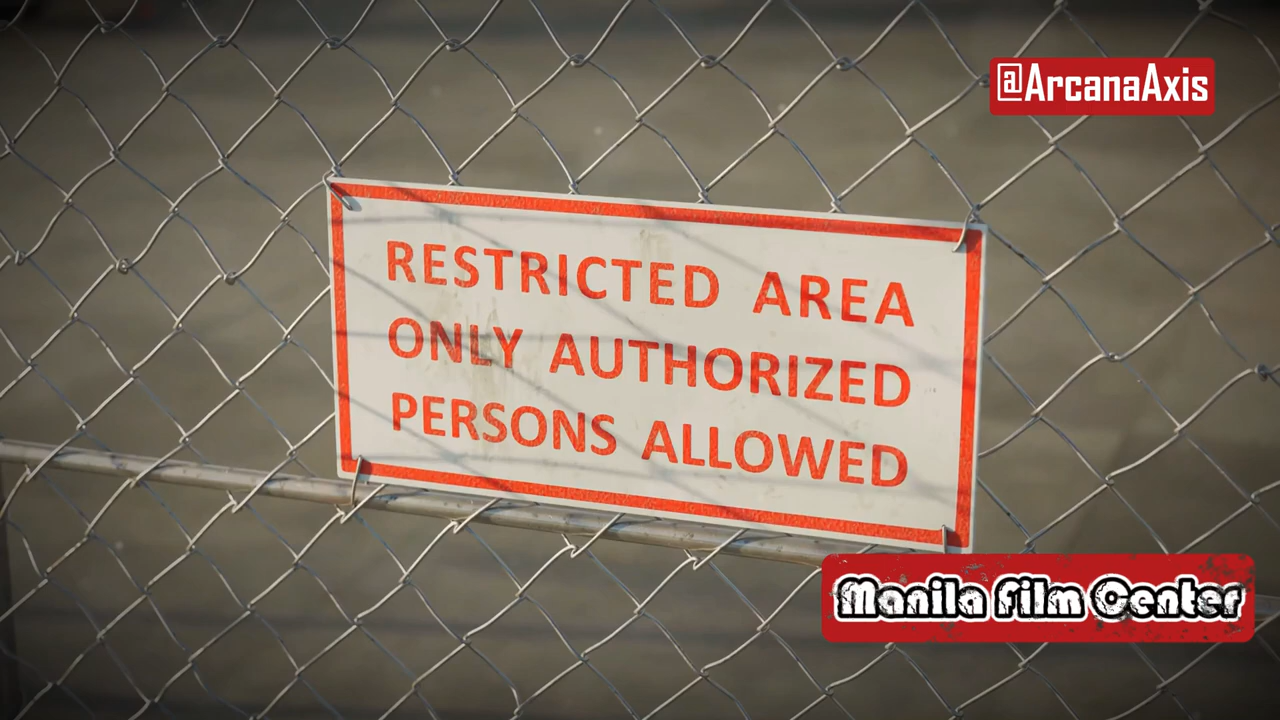 @ArcanaAxis
RESTRICTED AREA
ONLY AUTHORIZED
PERSONS ALLOWED
Manila Film Center